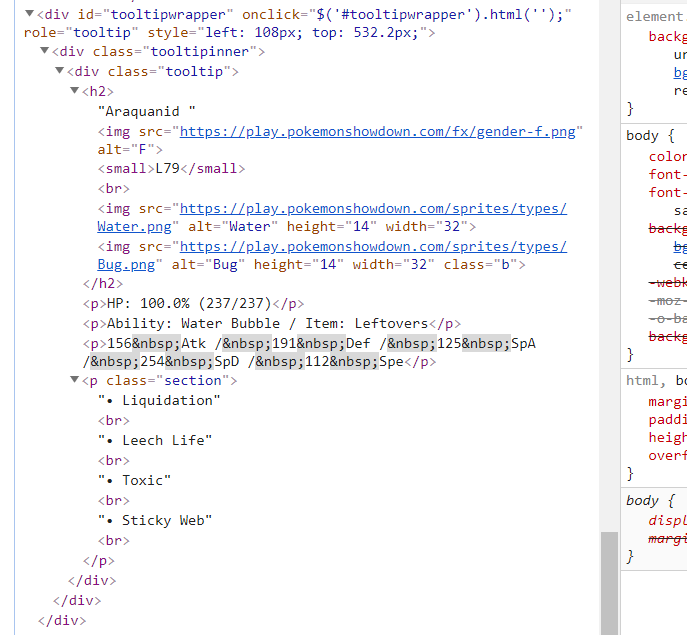 ▼<div id="tooltipwrapper" onclick="$('#tooltipwrapper').html('');"
role="tooltip" style="left: 108px; top: 532.2px;">
▼<div class="tooltipinner">
▼<div class="tooltip">
▼<h2>
"Araquanid "
<img src="https://play.pokemonshowdown.com/fx/gender-f.png"
alt="F">
<small>L79</small>
<br>
<img src="https://play.pokemonshowdown.com/sprites/types/
Water.png" alt="Water" height="14" width="32">
<img src="https://play.pokemonshowdown.com/sprites/types/
Bug.png" alt="Bug" height="14" width="32" class="b">
</h2>
<p>HP: 100.0% (237/237)</p>
<p>Ability: Water Bubble / Item: Leftovers</p>
<p>156&nbsp;Atk /&nbsp;191&nbsp;Def /&nbsp;125&nbsp;SpA
/&nbsp;254&nbsp;SpD /&nbsp;112&nbsp;Spe</p>
▼<p class="section">
"• Liquidation"
<br>
"• Leech Life"
<br>
"• Toxic"
<br>
"• Sticky Web"
<br>
</p>
</div>
</div>
</div>
element
backg
ur
bg
re
}
body {
color
font-
font-
sa
backg
bg
ce
-webk
-moz-
-o-ba
backg
}
html, bo
margi
paddi
heigh
overf
}
body {
displ
margi
}